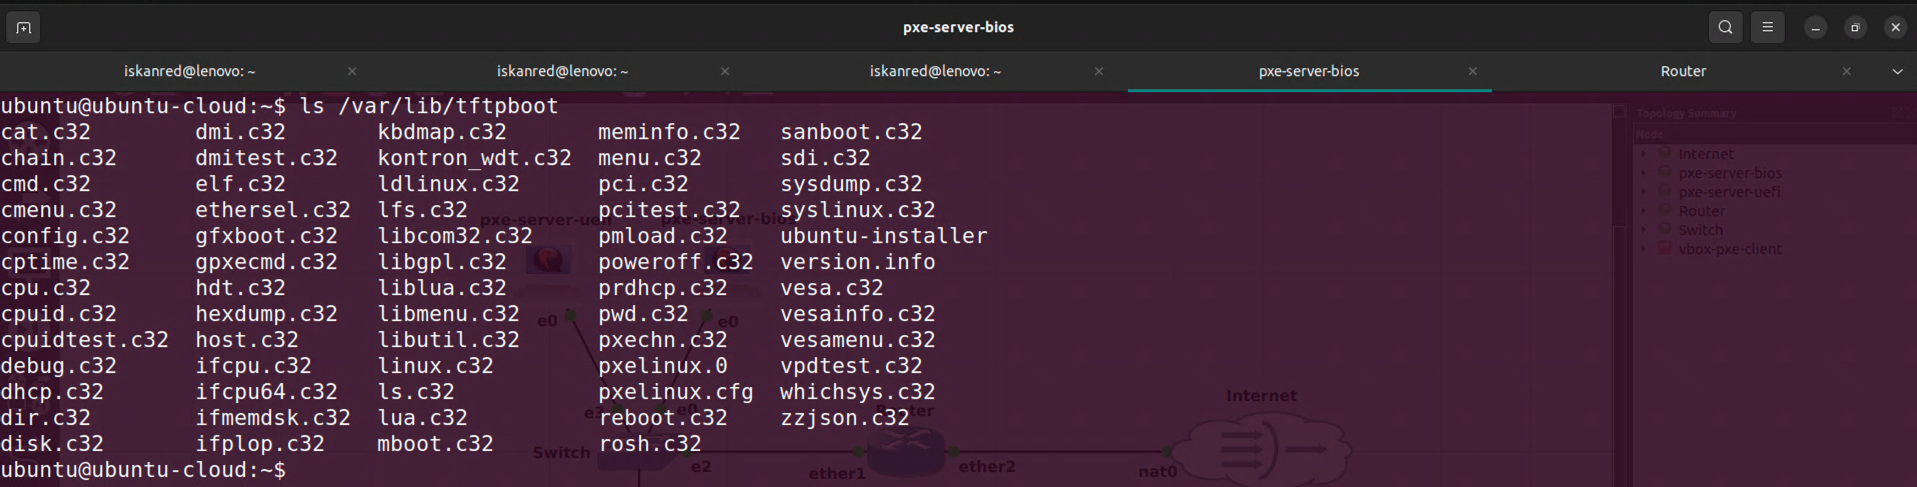 pxe-server-bios
iskanred@lenovo: ~ iskanred@lenovo: ~ iskanred@lenovo: ~ pxe-server-bios Router
ubuntu@ubuntu-cloud:~$ ls /var/lib/tftpboot
cat.c32 dmi.c32 kbdmap.c32 meminfo.c32 sanboot.c32
chain.c32 dmitest.c32 kontron_wdt.c32 menu.c32 sdi.c32
cmd.c32 elf.c32 ldlinux.c32 pci.c32 sysdump.c32
cmenu.c32 ethersel.c32 lfs.c32 pcitest.c32 syslinux.c32
config.c32 gfxboot.c32 libcom32.c32 pmload.c32 ubuntu-installer
cptime.c32 gpxecmd.c32 libgpl.c32 poweroff.c32 version.info
cpu.c32 hdt.c32 liblua.c32 prdhcp.c32 vesa.c32
cpuid.c32 hexdump.c32 libmenu.c32 pwd.c32 vesainfo.c32
cpuidtest.c32 host.c32 libutil.c32 pxechn.c32 vesamenu.c32
debug.c32 ifcpu.c32 linux.c32 pxelinux.0 vpdtest.c32
dhcp.c32 ifcpu64.c32 ls.c32 pxelinux.cfg whichsys.c32
dir.c32 ifmemdsk.c32 lua.c32 reboot.c32 zzjson.c32
disk.c32 ifplop.c32 mboot.c32 rosh.c32
ubuntu@ubuntu-cloud:~$
Topology Summary
Node
Internet
pxe-server-bios
pxe-server-uefi
Router
Switch
vbox-pxe-client
pxe-server-uefi pxe-server-bios
e0 e0
e3 e0 Router Internet
Switch e2 ether1 ether2 nat0